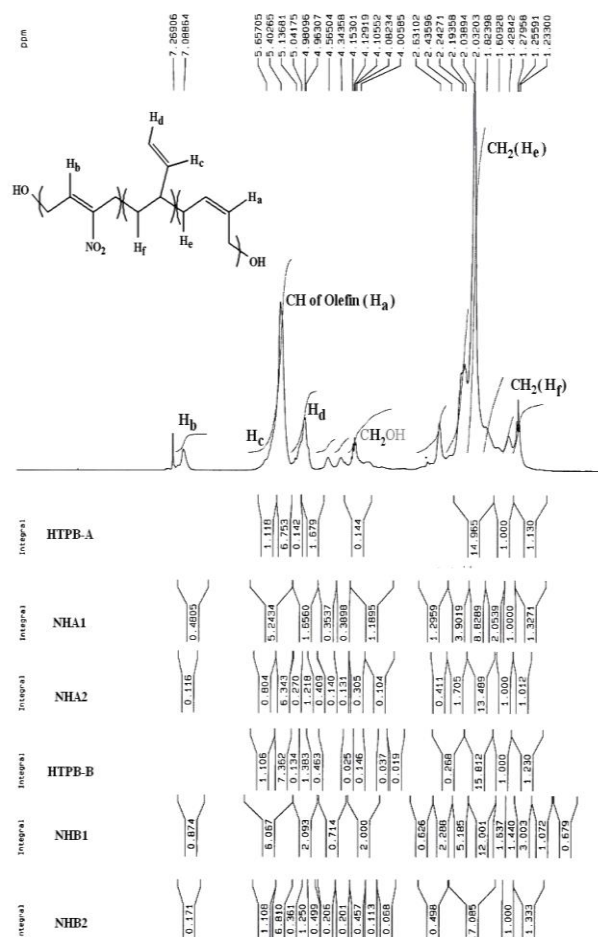 ppm
7.26906 7.08864 5.65705 5.40265 5.13681 5.04175 4.98096 4.96307 4.56504 4.34358 4.15301 4.12919 4.10552 4.08234 4.00585 2.63102 2.43596 2.24271 2.19358 2.03894 2.03203 1.82398 1.60928 1.42842 1.27958 1.25591 1.23300
Hd
Hc
Hb
HO
Ha
NO2
Hf
He
OH
CH2(He)
CH of Olefin (Ha)
CH2(Hf)
Hb
Hc
Hd
CH2OH
Integral HTPB-A 1.118 6.753 0.142 1.679 0.144 14.965 1.000 1.130
Integral NHA1 0.4805 5.2434 1.6560 0.3537 0.3898 1.1895 1.2959 3.9019 8.8289 2.0539 1.0000 1.3271
Integral NHA2 0.116 0.804 6.343 0.270 1.218 0.409 0.140 0.131 0.305 0.104 0.411 1.705 13.489 1.000 1.012
Integral HTPB-B 1.106 7.362 0.134 1.383 0.463 0.025 0.146 0.037 0.019 0.268 15.812 1.000 1.230
Integral NHB1 0.874 6.067 2.093 0.714 2.000 0.626 2.288 5.185 12.001 1.637 1.440 3.003 1.072 0.679
Integral NHB2 0.171 1.108 6.810 0.361 1.250 0.499 0.206 0.201 0.457 0.113 0.068 0.498 7.085 1.000 1.333